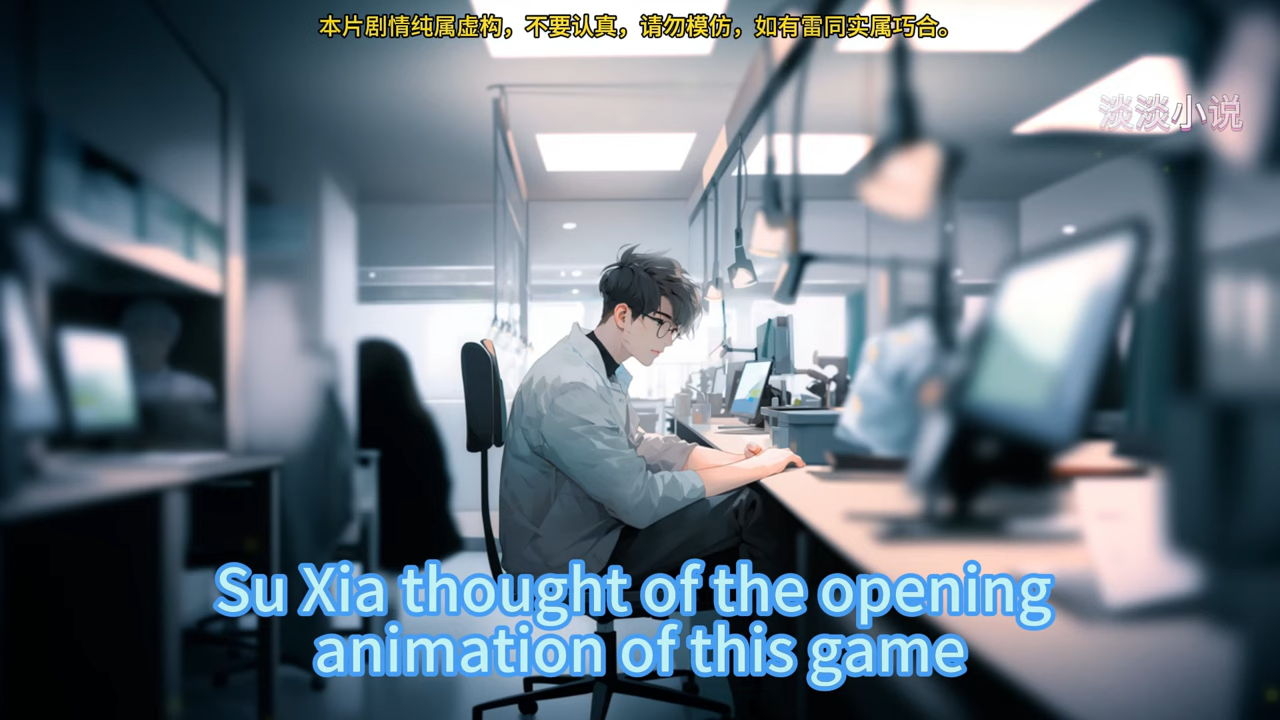 本片剧情纯属虚构，不要认真，请勿模仿，如有雷同实属巧合。
淡淡小说
Su Xia thought of the opening
animation of this game